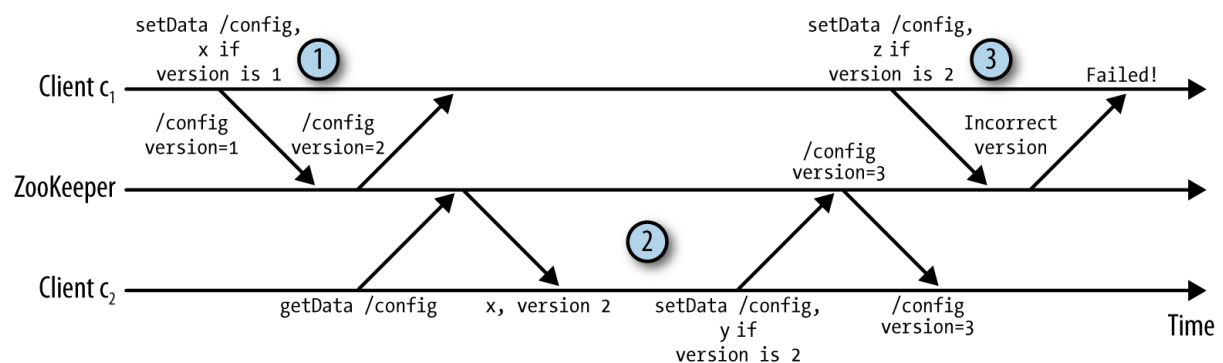 setData /config,
x if
version is 1
1
setData /config,
z if
version is 2
3
Failed!
Client c1
/config
version=1
/config
version=2
Incorrect
version
/config
version=3
ZooKeeper
2
Client c2
getData /config
x, version 2
setData /config,
y if
version is 2
/config
version=3
Time